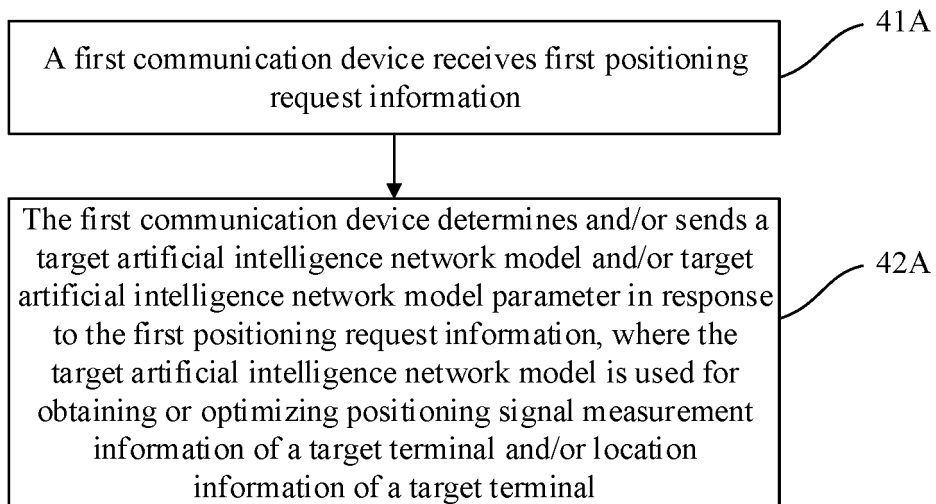 A first communication device receives first positioning
request information
41A
The first communication device determines and/or sends a
target artificial intelligence network model and/or target
artificial intelligence network model parameter in response
to the first positioning request information, where the
target artificial intelligence network model is used for
obtaining or optimizing positioning signal measurement
information of a target terminal and/or location
information of a target terminal
42A